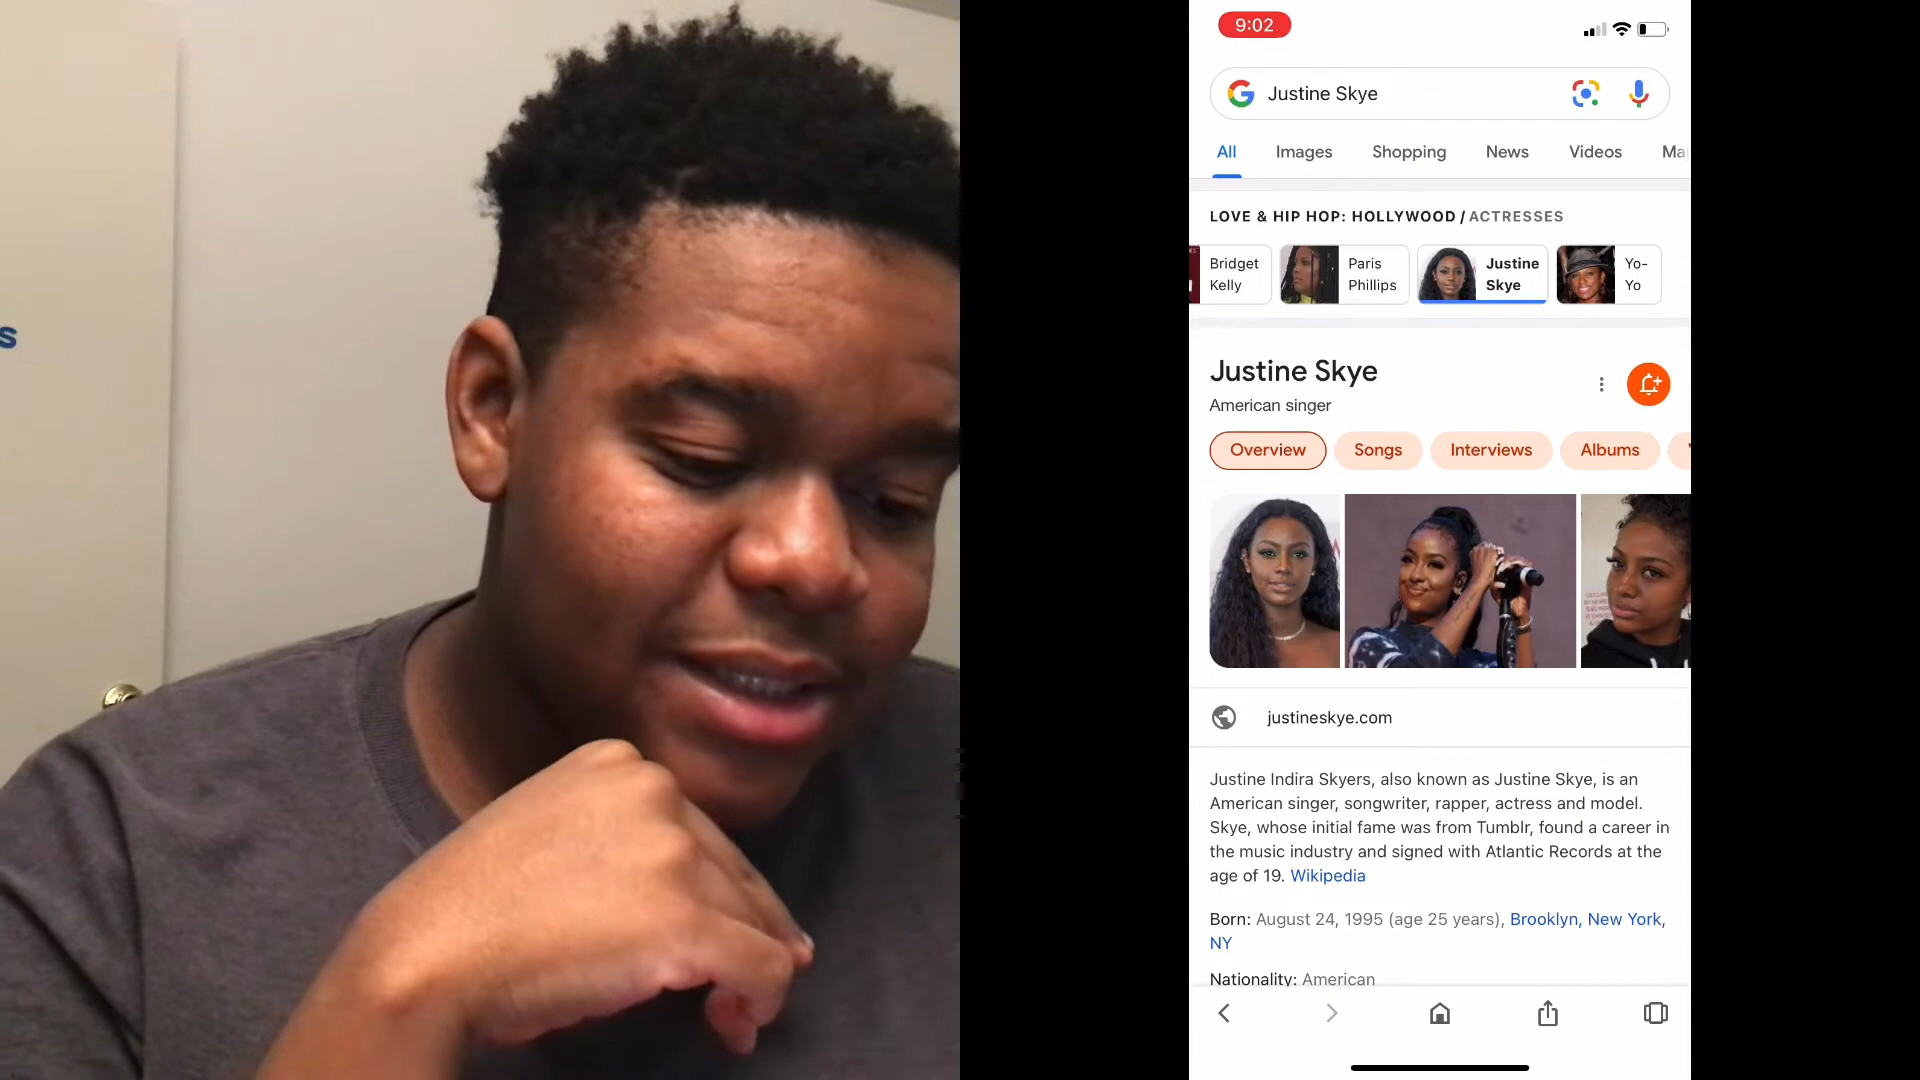 s
9:02
Justine Skye
All Images Shopping News Videos Ma
LOVE & HIP HOP: HOLLYWOOD / ACTRESSES
Bridget
Kelly
Paris
Phillips
Justine
Skye
Yo-
Yo
Justine Skye
American singer
Overview Songs Interviews Albums
justineskye.com
Justine Indira Skyers, also known as Justine Skye, is an
American singer, songwriter, rapper, actress and model.
Skye, whose initial fame was from Tumblr, found a career in
the music industry and signed with Atlantic Records at the
age of 19. Wikipedia
Born: August 24, 1995 (age 25 years), Brooklyn, New York,
NY
Nationality: American